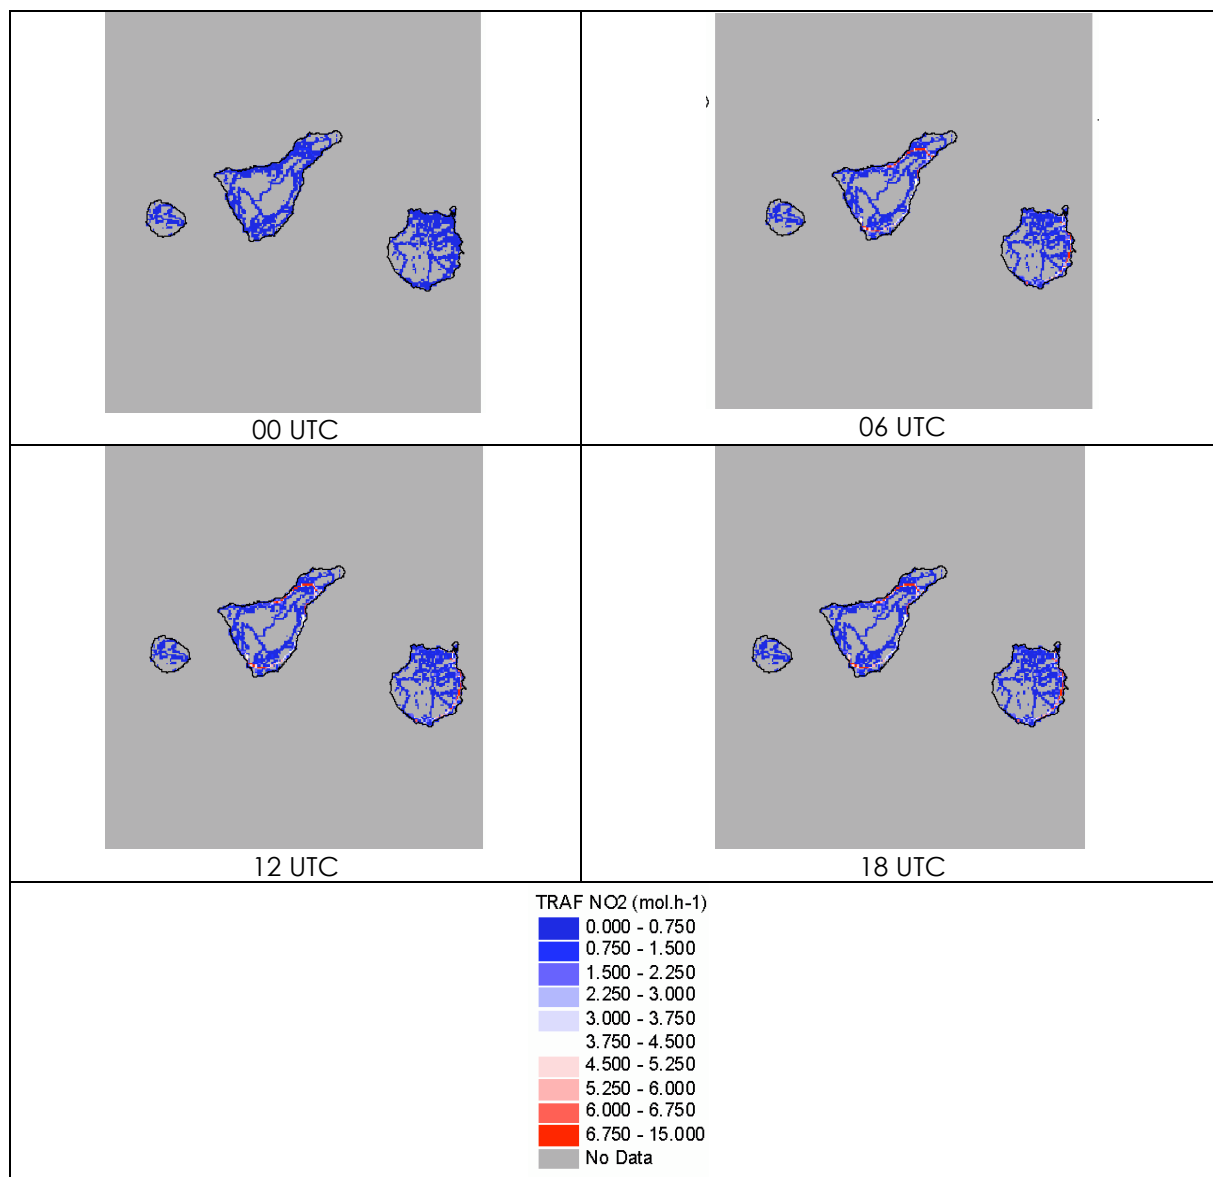 00 UTC
06 UTC
12 UTC
18 UTC
TRAF NO2 (mol.h-1)
0.000 - 0.750
0.750 - 1.500
1.500 - 2.250
2.250 - 3.000
3.000 - 3.750
3.750 - 4.500
4.500 - 5.250
5.250 - 6.000
6.000 - 6.750
6.750 - 15.000
No Data